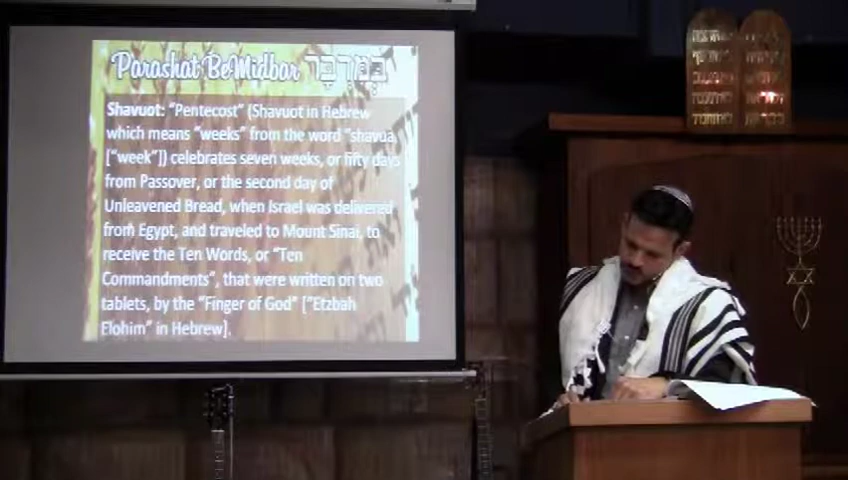 Parashat BeMidbar בְּמִדְבַּר
Shavuot: "Pentecost" (Shavuot in Hebrew
which means "weeks" from the word "shavua
["week"]) celebrates seven weeks, or fifty days
from Passover, or the second day of
Unleavened Bread, when Israel was delivered
from Egypt, and traveled to Mount Sinai, to
receive the Ten Words, or "Ten
Commandments", that were written on two
tablets, by the "Finger of God" ["Etzbah
Elohim" in Hebrew].